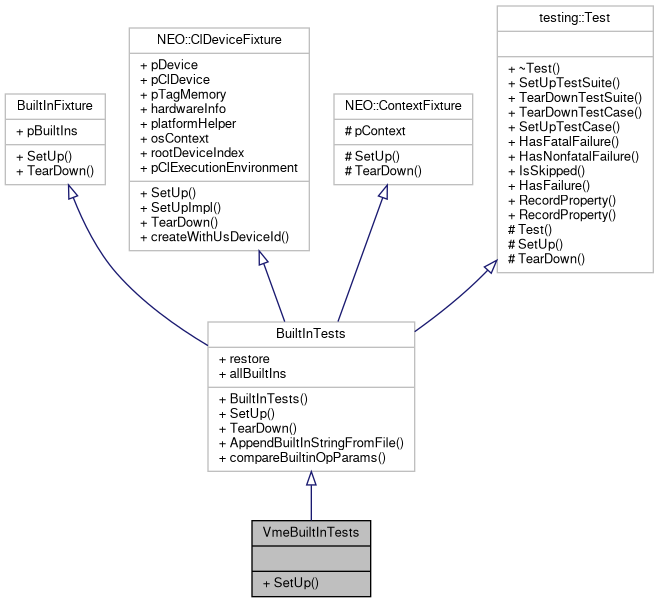 BuiltInFixture
+ pBuiltIns
+ SetUp()
+ TearDown()
NEO::ClDeviceFixture
+ pDevice
+ pClDevice
+ pTagMemory
+ hardwareInfo
+ platformHelper
+ osContext
+ rootDeviceIndex
+ pClExecutionEnvironment
+ SetUp()
+ SetUpImpl()
+ TearDown()
+ createWithUsDeviceId()
NEO::ContextFixture
# pContext
# SetUp()
# TearDown()
testing::Test
+ ~Test()
+ SetUpTestSuite()
+ TearDownTestSuite()
+ TearDownTestCase()
+ SetUpTestCase()
+ HasFatalFailure()
+ HasNonfatalFailure()
+ IsSkipped()
+ HasFailure()
+ RecordProperty()
+ RecordProperty()
# Test()
# SetUp()
# TearDown()
BuiltInTests
+ restore
+ allBuiltIns
+ BuiltInTests()
+ SetUp()
+ TearDown()
+ AppendBuiltInStringFromFile()
+ compareBuiltinOpParams()
VmeBuiltInTests
+ SetUp()